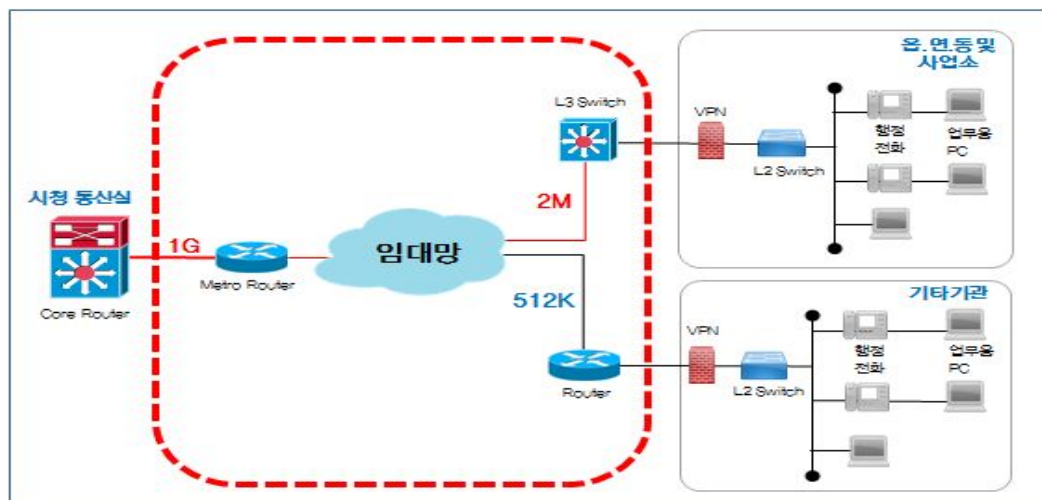 읍.면.동 및
사업소
L3 Switch
VPN
L2 Switch
행정
전화
업무용
PC
시청 통신실
1G
2M
임대망
Metro Router
Core Router
512K
기타기관
VPN
Router
L2 Switch
행정
전화
업무용
PC